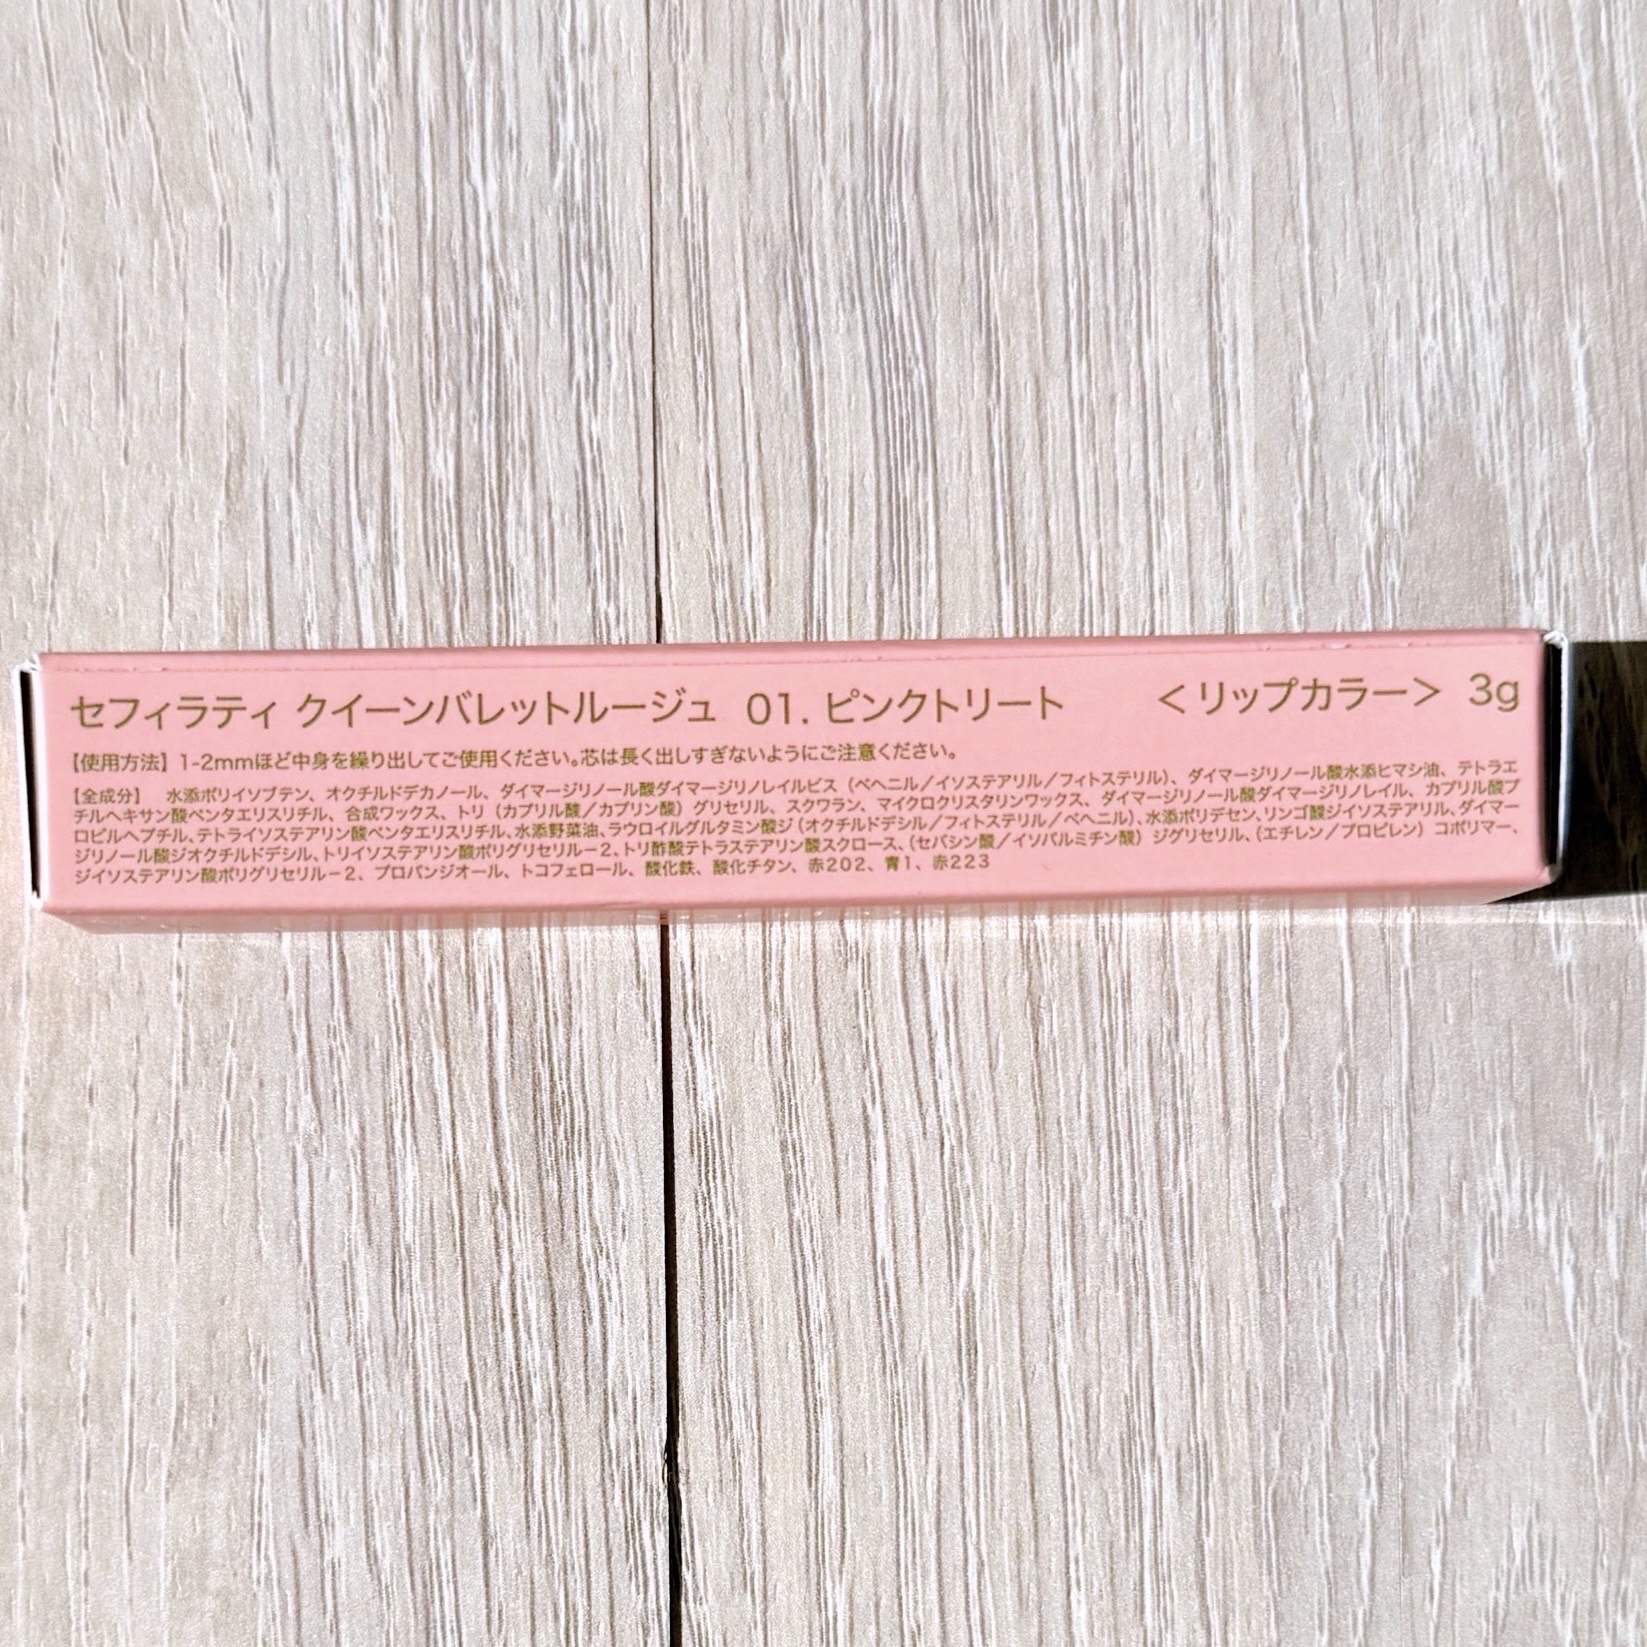 セフィラティ クイーンバレットルージュ 01. ピンクトリート ＜リップカラー＞ 3g
【使用方法】1-2mmほど中身を繰り出してご使用ください。芯は長く出しすぎないようにご注意ください。
【全成分】 水添ポリイソブテン、オクチルドデカノール、ダイマージリノール酸ダイマージリノレイルビス（ベヘニル／イソステアリル／フィトステリル）、ダイマージリノール酸水添ヒマシ油、テトラエ
チルヘキサン酸ペンタエリスリチル、合成ワックス、トリ（カプリル酸／カプリン酸）グリセリル、スクワラン、マイクロクリスタリンワックス、ダイマージリノール酸ダイマージリノレイル、カプリル酸プ
ロピルヘプチル、テトライソステアリン酸ペンタエリスリチル、水添野菜油、ラウロイルグルタミン酸ジ（オクチルドデシル／フィトステリル／ベヘニル）、水添ポリデセン、リンゴ酸ジイソステアリル、ダイマー
ジリノール酸ジオクチルドデシル、トリイソステアリン酸ポリグリセリル－2、トリ酢酸テトラステアリン酸スクロース、（セバシン酸／イソパルミチン酸）ジグリセリル、（エチレン／プロピレン）コポリマー、
ジイソステアリン酸ポリグリセリル－2、プロパンジオール、トコフェロール、酸化鉄、酸化チタン、赤202、青1、赤223